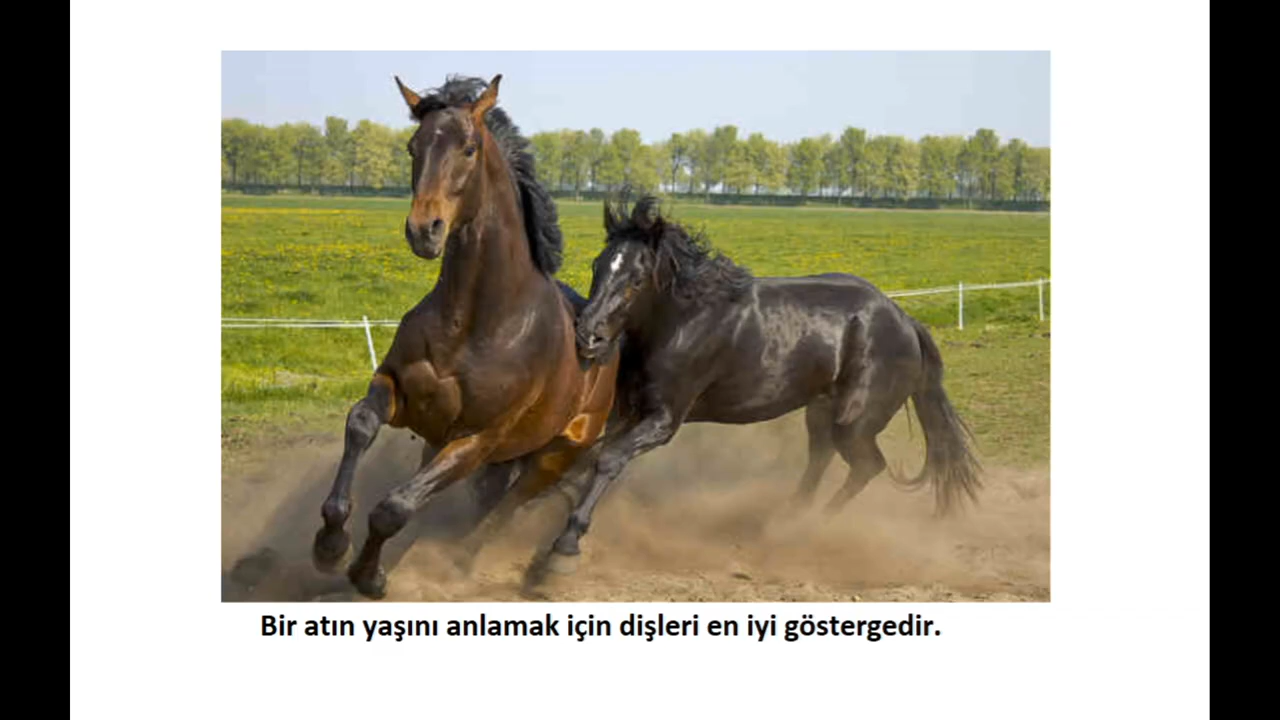 Bir atın yaşını anlamak için dişleri en iyi göstergedir.